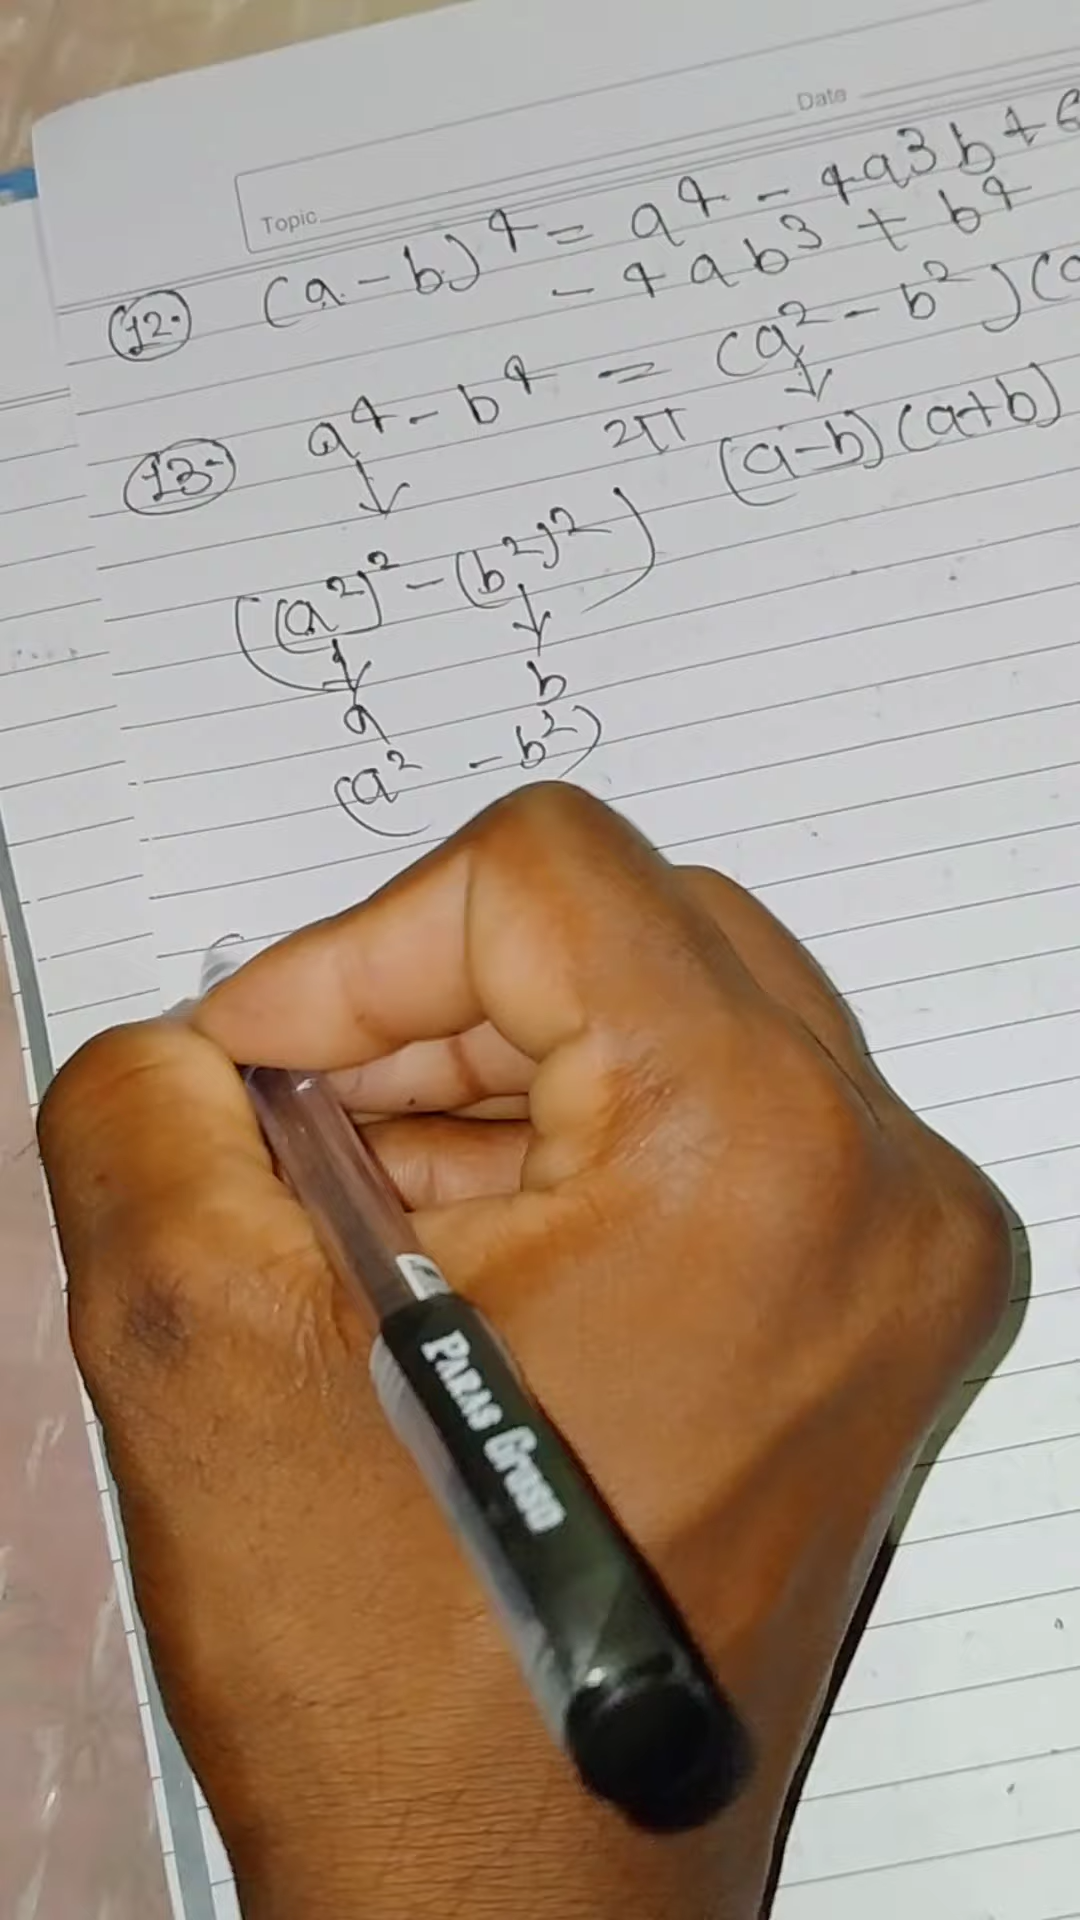 Date
Topic
12. (a-b)⁴ = a⁴ - 4a³b + 6
- 4ab³ + b⁴
13. a⁴ - b⁴ = (a² - b²)(a
(a-b)(a+b)
((a²)² - (b²)²)
a b
(a² - b²)
PARAS Gruso